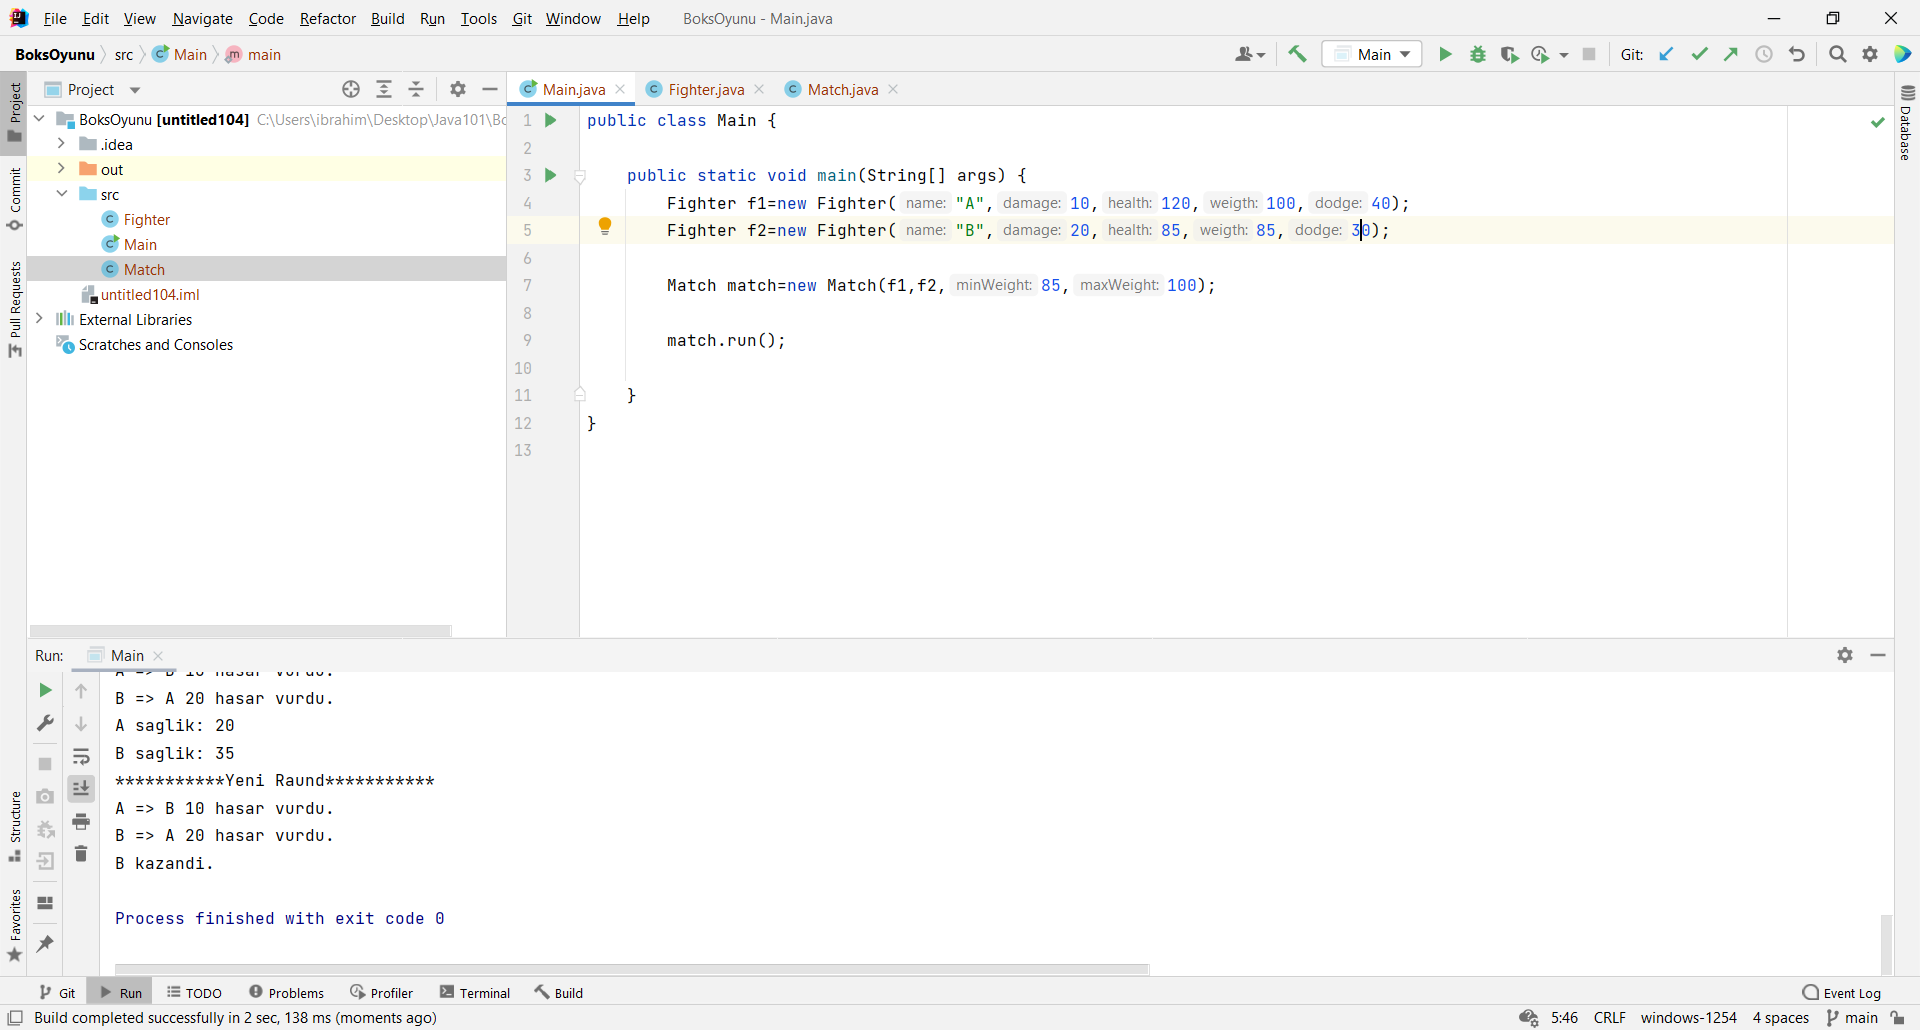 File Edit View Navigate Code Refactor Build Run Tools Git Window Help BoksOyunu - Main.java
BoksOyunu src Main main
Main Git:
Project
Main.java Fighter.java Match.java
BoksOyunu [untitled104] C:\Users\ibrahim\Desktop\Java101\Bo
.idea
out
src
Fighter
Main
Match
untitled104.iml
External Libraries
Scratches and Consoles
Project
Commit
Pull Requests
Structure
Favorites
Database
1 public class Main {
2
3 public static void main(String[] args) {
4 Fighter f1=new Fighter( name: "A", damage: 10, health: 120, weigth: 100, dodge: 40);
5 Fighter f2=new Fighter( name: "B", damage: 20, health: 85, weigth: 85, dodge: 30);
6
7 Match match=new Match(f1,f2, minWeight: 85, maxWeight: 100);
8
9 match.run();
10
11 }
12 }
13
Run: Main
A => B 10 hasar vurdu.
B => A 20 hasar vurdu.
A saglik: 20
B saglik: 35
***********Yeni Raund***********
A => B 10 hasar vurdu.
B => A 20 hasar vurdu.
B kazandi.
Process finished with exit code 0
Git Run TODO Problems Profiler Terminal Build Event Log
Build completed successfully in 2 sec, 138 ms (moments ago) 5:46 CRLF windows-1254 4 spaces main